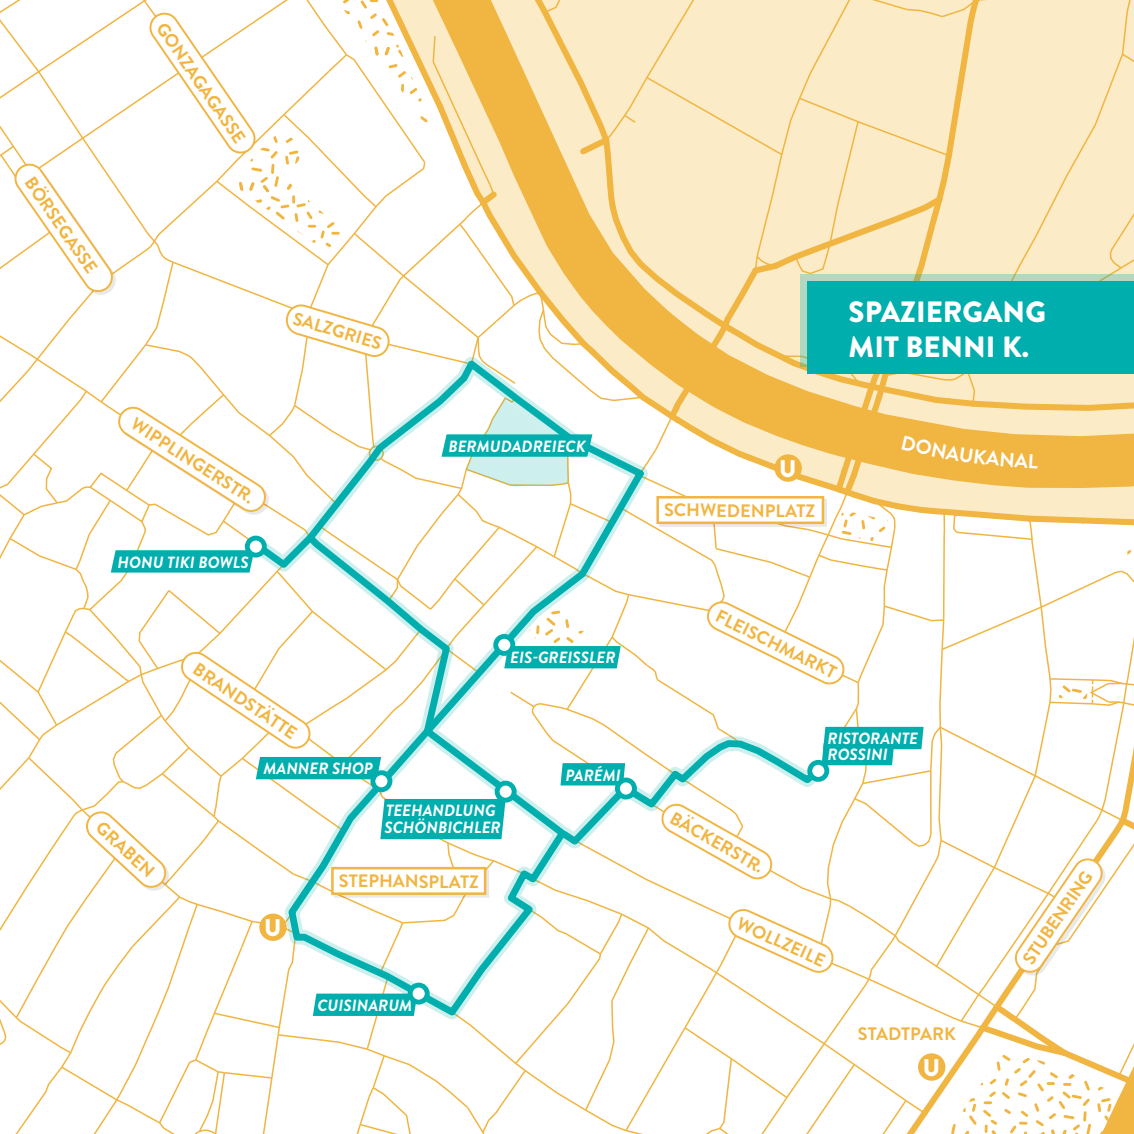 GONZAGAGASSE
BÖRSEGASSE
SALZGRIES
SPAZIERGANG
MIT BENNI K.
WIPPLINGERSTR.
BERMUDADREIECK
DONAUKANAL
U
SCHWEDENPLATZ
HONU TIKI BOWLS
FLEISCHMARKT
EIS-GREISSLER
BRANDSTÄTTE
RISTORANTE
ROSSINI
MANNER SHOP
PARÉMI
TEEHANDLUNG
SCHÖNBICHLER
BÄCKERSTR.
GRABEN
STEPHANSPLATZ
U
WOLLZEILE
STUBENRING
CUISINARUM
STADTPARK
U